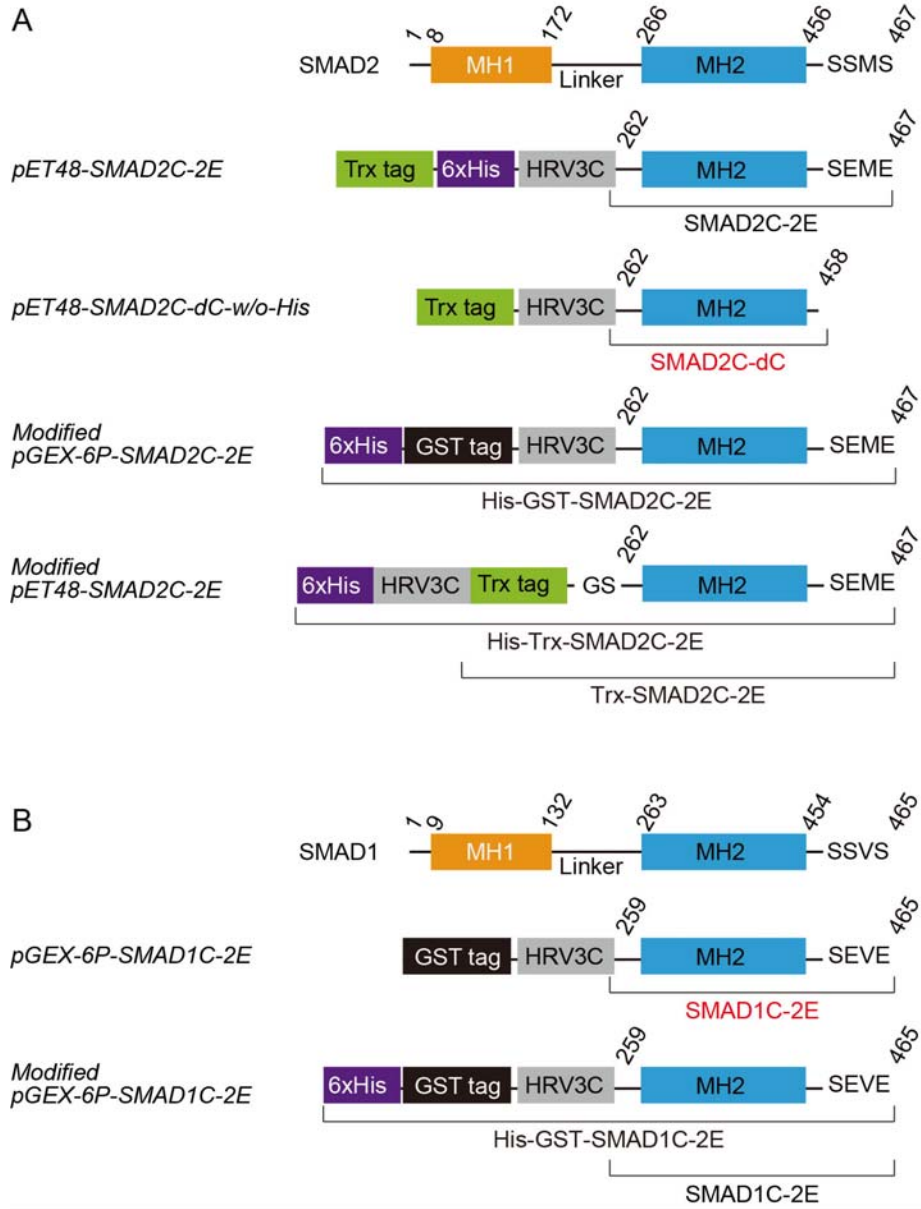 A
1 8 172 266 456 467
SMAD2 MH1 Linker MH2 SSMS
262 467
pET48-SMAD2C-2E Trx tag 6xHis HRV3C MH2 SEME
SMAD2C-2E
262 458
pET48-SMAD2C-dC-w/o-His Trx tag HRV3C MH2
SMAD2C-dC
262 467
Modified
pGEX-6P-SMAD2C-2E 6xHis GST tag HRV3C MH2 SEME
His-GST-SMAD2C-2E
262 467
Modified
pET48-SMAD2C-2E 6xHis HRV3C Trx tag GS MH2 SEME
His-Trx-SMAD2C-2E
Trx-SMAD2C-2E
B
1 9 132 263 454 465
SMAD1 MH1 Linker MH2 SSVS
259 465
pGEX-6P-SMAD1C-2E GST tag HRV3C MH2 SEVE
SMAD1C-2E
259 465
Modified
pGEX-6P-SMAD1C-2E 6xHis GST tag HRV3C MH2 SEVE
His-GST-SMAD1C-2E
SMAD1C-2E